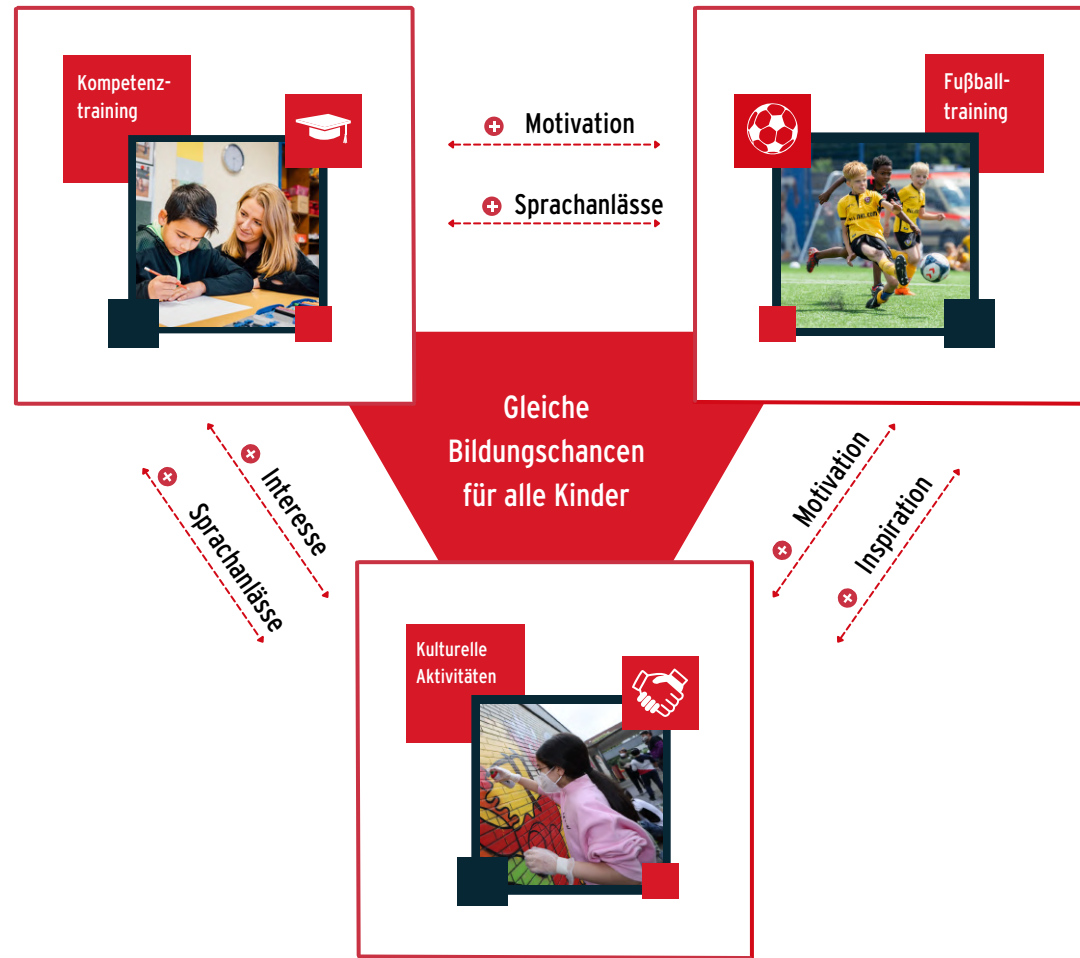 Kompetenz-
training
Fußball-
training
Motivation
Sprachanlässe
Gleiche
Bildungschancen
für alle Kinder
Interesse
Sprachanlässe
Motivation
Inspiration
Kulturelle
Aktivitäten